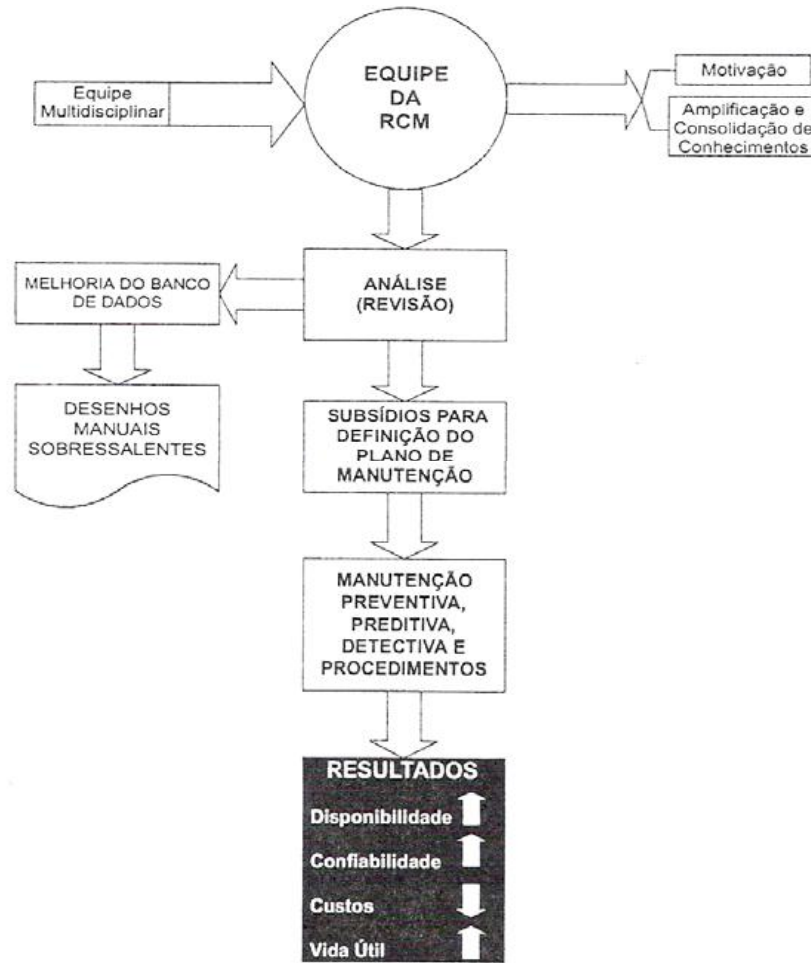 EQUIPE
DA
RCM
Equipe
Multidisciplinar
Motivação
Amplificação e
Consolidação de
Conhecimentos
MELHORIA DO BANCO
DE DADOS
ANÁLISE
(REVISÃO)
DESENHOS
MANUAIS
SOBRESSALENTES
SUBSÍDIOS PARA
DEFINIÇÃO DO
PLANO DE
MANUTENÇÃO
MANUTENÇÃO
PREVENTIVA,
PREDITIVA,
DETECTIVA E
PROCEDIMENTOS
RESULTADOS
Disponibilidade
Confiabilidade
Custos
Vida Útil